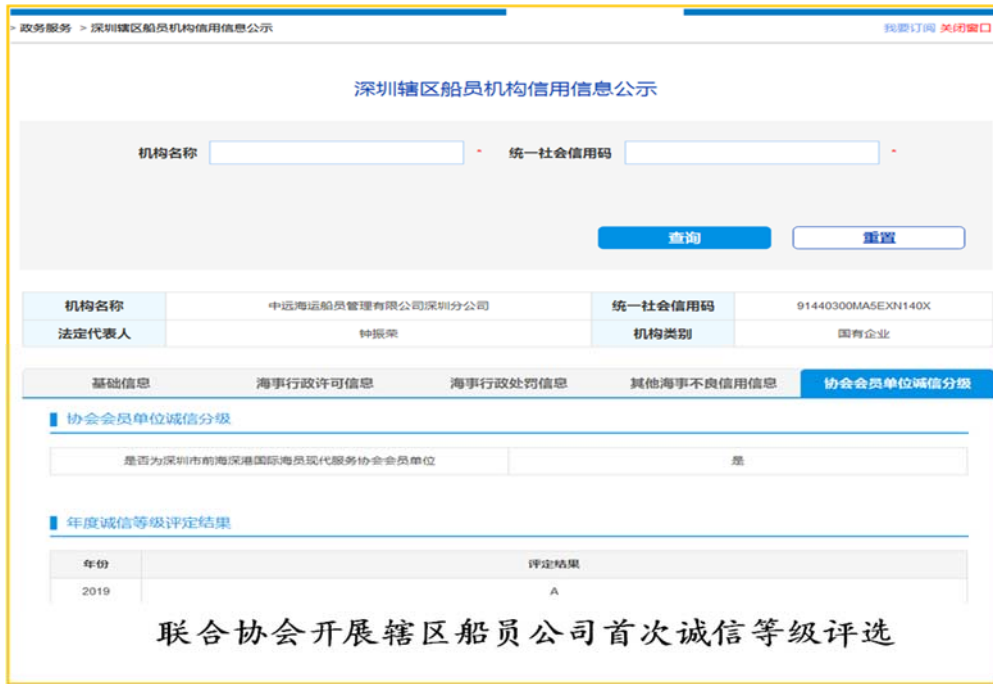 > 政务服务 > 深圳辖区船员机构信用信息公示 我要订阅 关闭窗口
深圳辖区船员机构信用信息公示
机构名称 * 统一社会信用码 *
查询 重置
机构名称 中远海运船员管理有限公司深圳分公司 统一社会信用码 91440300MA5EXN140X
法定代表人 钟振荣 机构类别 国有企业
基础信息 海事行政许可信息 海事行政处罚信息 其他海事不良信用信息 协会会员单位诚信分级
协会会员单位诚信分级
是否为深圳市前海深港国际海员现代服务协会会员单位 是
年度诚信等级评定结果
年份 评定结果
2019 A
联合协会开展辖区船员公司首次诚信等级评选